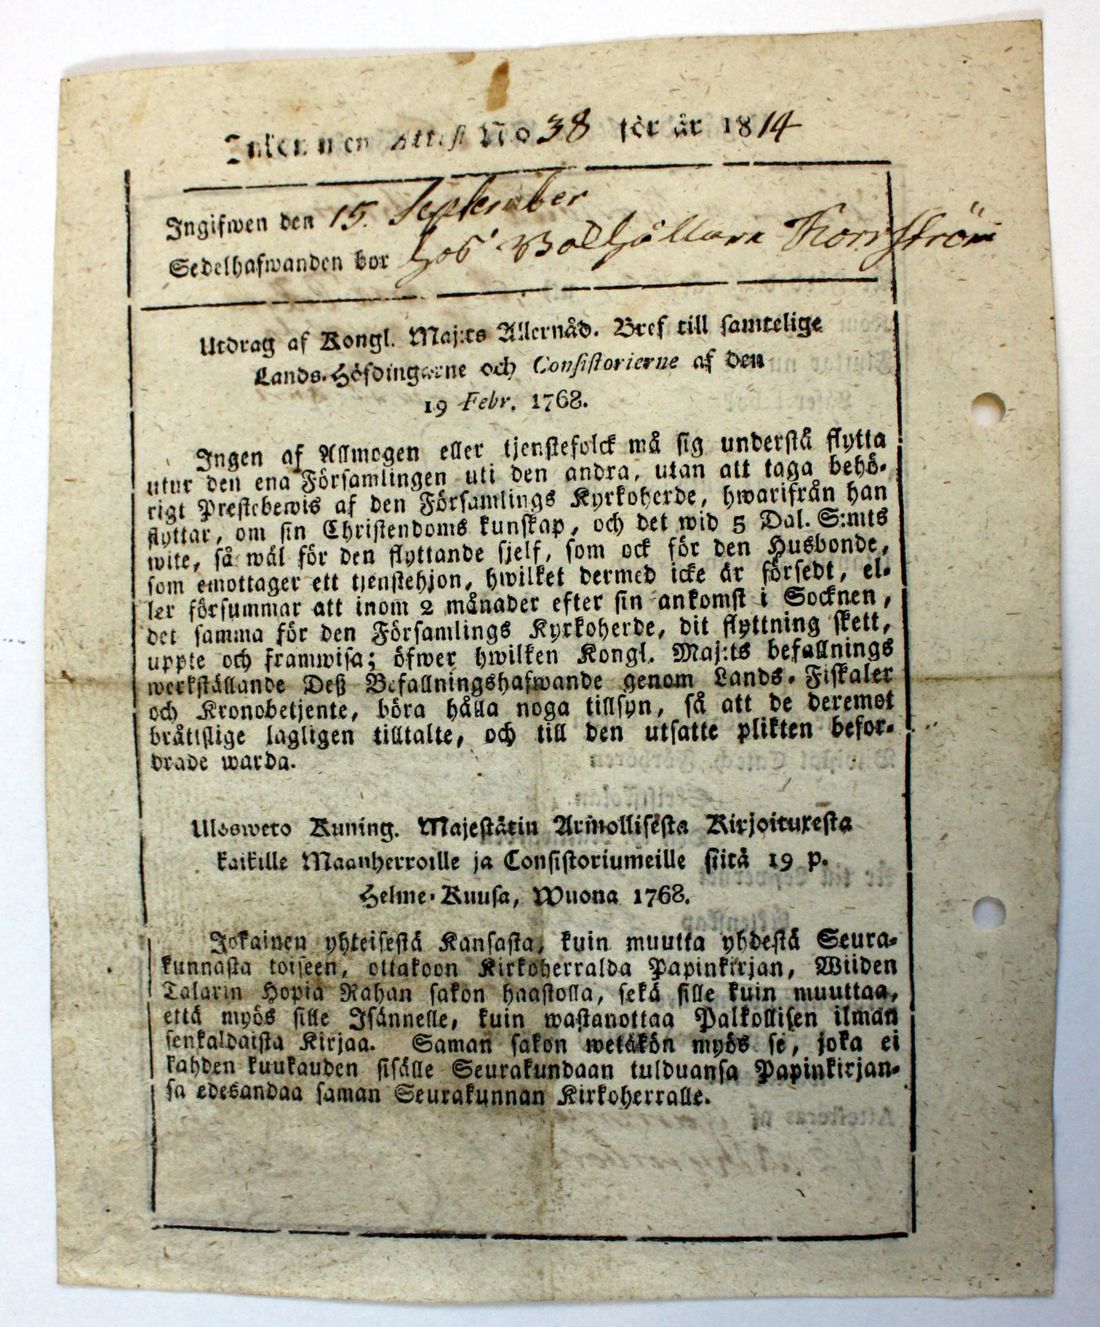 Inkommen Attest No 38 för år 1814
Ingifwen den 15. September
Sedelhafwanden bor hos
Utdrag af Kongl. Maj:ts Allernåd. Bref till samtelige
Lands-Höfdingarne och Consistorierne af den
19 Febr. 1768.
Ingen af Allmogen eller tjenstefolck må sig understå flytta
utur den ena Församlingen uti den andra, utan att taga behö-
rigt Prestebewis af den Församlings Kyrkoherde, hwarifrån han
flyttar, om sin Christendoms kunskap, och det wid 5 Dal. S:mts
wite, så wäl för den flyttande sjelf, som ock för den Husbonde,
som emottager ett tjenstehjon, hwilket dermed icke är försedt, el-
ler försummar att inom 2 månader efter sin ankomst i Socknen,
det samma för den Församlings Kyrkoherde, dit flyttning skett,
uppte och framwisa; öfwer hwilken Kongl. Maj:ts befallnings
werkställande Deß Befallningshafwande genom Lands-Fiskaler
och Kronobetjente, böra hålla noga tillsyn, så att de deremot
bråttslige lagligen tilltalte, och till den utsatte plikten befor-
drade warda.
Ulosweto Kuning. Majestätin Armollisesta Kirjoituxesta
kaikille Maanherroille ja Consistoriumeille siitä 19 p.
Helme-Kuusa, Wuona 1768.
Jokainen yhteisestä Kansasta, kuin muutta yhdestä Seura-
kunnasta toiseen, ottakoon Kirkoherralda Papinkirjan, Wiiden
Talarin Hopia Rahan sakon haastolla, sekä sille kuin muuttaa,
että myös sille Isännelle, kuin wastanottaa Palkollisen ilman
senkaldaista Kirjaa. Saman sakon wetäkön myös se, joka ei
kahden kuukauden sisälle Seurakundaan tulduansa Papinkirjan-
sa edesandaa saman Seurakunnan Kirkoherralle.